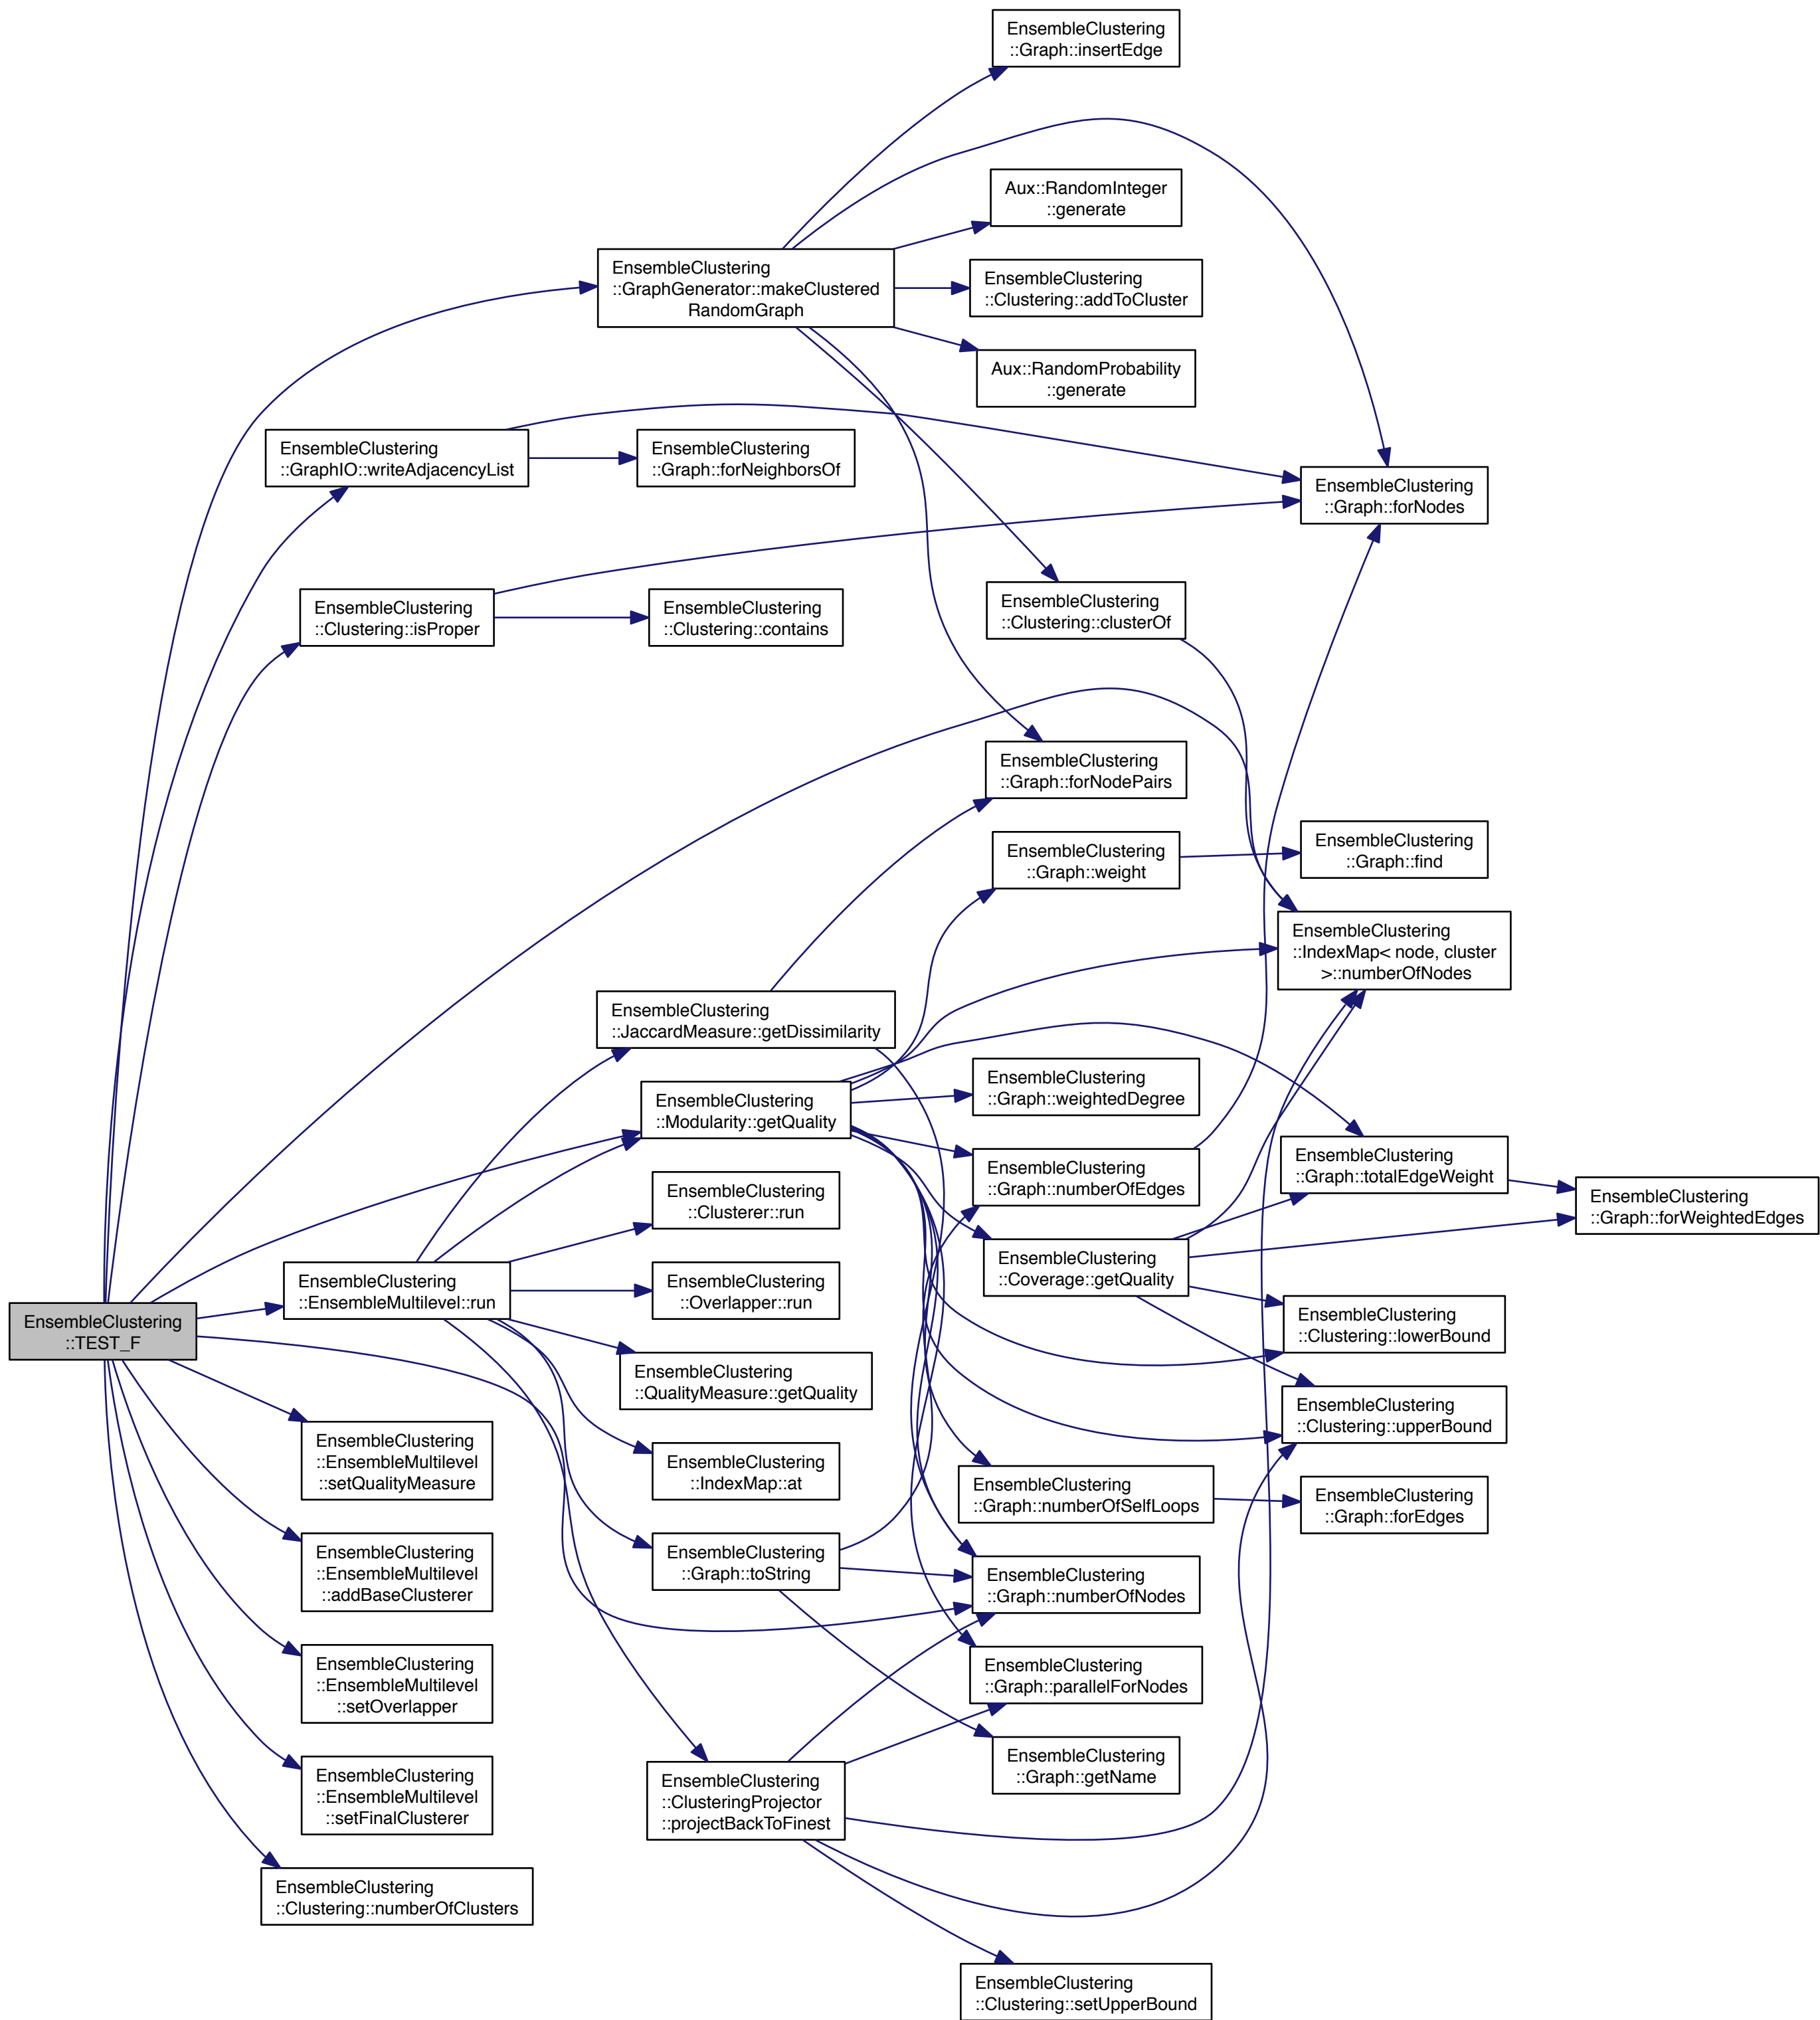 EnsembleClustering
::Graph::insertEdge
Aux::RandomInteger
::generate
EnsembleClustering
::GraphGenerator::makeClustered
RandomGraph
EnsembleClustering
::Clustering::addToCluster
Aux::RandomProbability
::generate
EnsembleClustering
::GraphIO::writeAdjacencyList
EnsembleClustering
::Graph::forNeighborsOf
EnsembleClustering
::Graph::forNodes
EnsembleClustering
::Clustering::isProper
EnsembleClustering
::Clustering::contains
EnsembleClustering
::Clustering::clusterOf
EnsembleClustering
::Graph::forNodePairs
EnsembleClustering
::Graph::weight
EnsembleClustering
::Graph::find
EnsembleClustering
::IndexMap< node, cluster
>::numberOfNodes
EnsembleClustering
::JaccardMeasure::getDissimilarity
EnsembleClustering
::Modularity::getQuality
EnsembleClustering
::Graph::weightedDegree
EnsembleClustering
::Graph::numberOfEdges
EnsembleClustering
::Graph::totalEdgeWeight
EnsembleClustering
::Graph::forWeightedEdges
EnsembleClustering
::Clusterer::run
EnsembleClustering
::Coverage::getQuality
EnsembleClustering
::EnsembleMultilevel::run
EnsembleClustering
::Overlapper::run
EnsembleClustering
::Clustering::lowerBound
EnsembleClustering
::TEST_F
EnsembleClustering
::QualityMeasure::getQuality
EnsembleClustering
::Clustering::upperBound
EnsembleClustering
::EnsembleMultilevel
::setQualityMeasure
EnsembleClustering
::IndexMap::at
EnsembleClustering
::Graph::numberOfSelfLoops
EnsembleClustering
::Graph::forEdges
EnsembleClustering
::EnsembleMultilevel
::addBaseClusterer
EnsembleClustering
::Graph::toString
EnsembleClustering
::Graph::numberOfNodes
EnsembleClustering
::EnsembleMultilevel
::setOverlapper
EnsembleClustering
::Graph::parallelForNodes
EnsembleClustering
::Graph::getName
EnsembleClustering
::EnsembleMultilevel
::setFinalClusterer
EnsembleClustering
::ClusteringProjector
::projectBackToFinest
EnsembleClustering
::Clustering::numberOfClusters
EnsembleClustering
::Clustering::setUpperBound